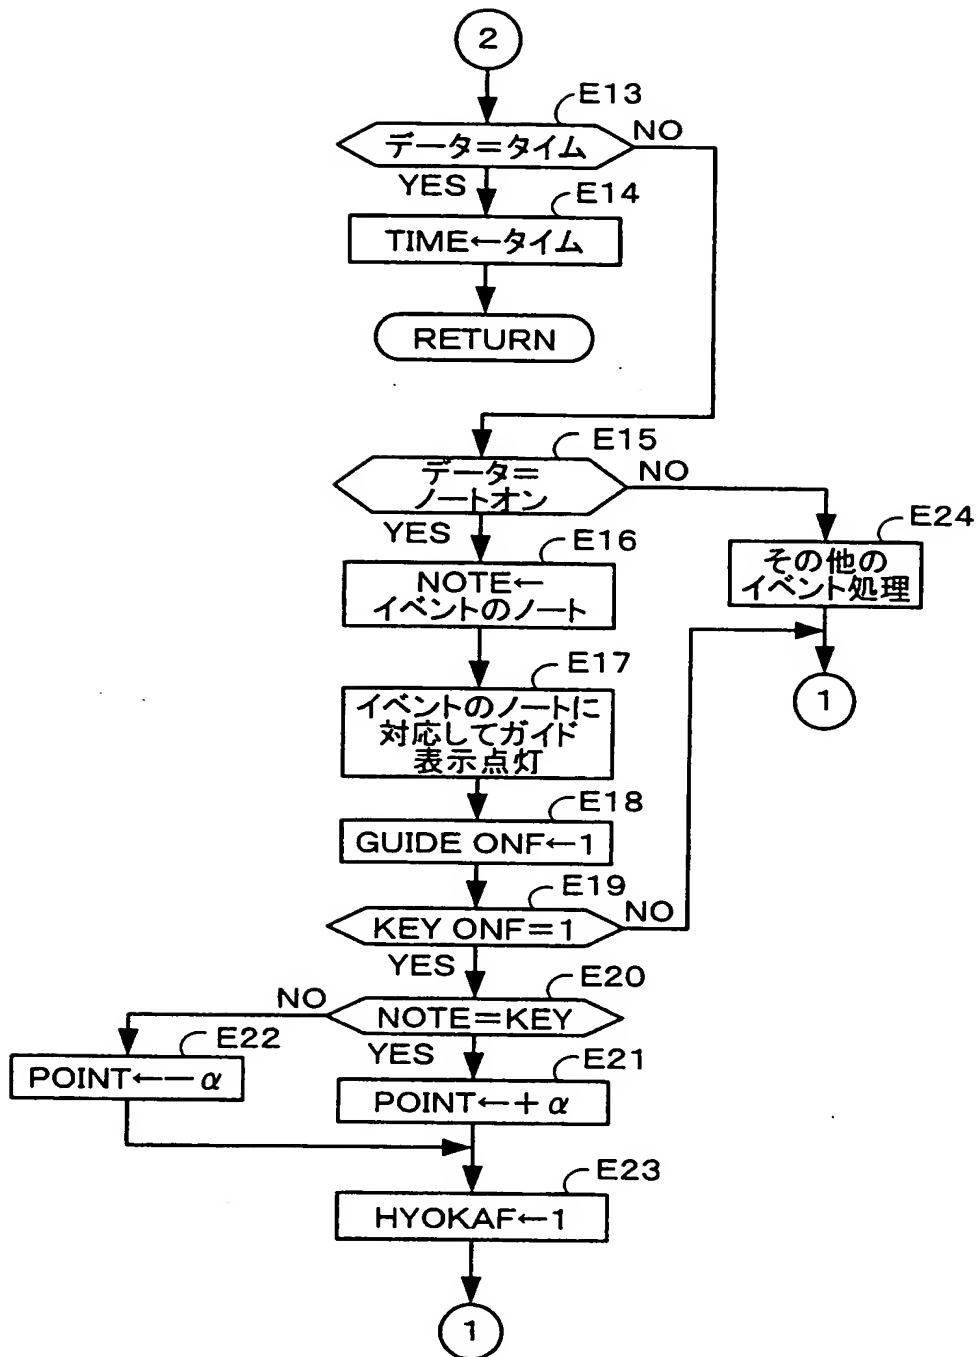 2
E13
データ=タイム
NO
YES
E14
TIME←タイム
RETURN
E15
データ=
ノートオン
NO
YES
E16
NOTE←
イベントのノート
E24
その他の
イベント処理
1
E17
イベントのノートに
対応してガイド
表示点灯
E18
GUIDE ONF←1
E19
KEY ONF=1
NO
YES
E20
NOTE=KEY
NO
YES
E22
POINT←−α
E21
POINT←+α
E23
HYOKAF←1
1